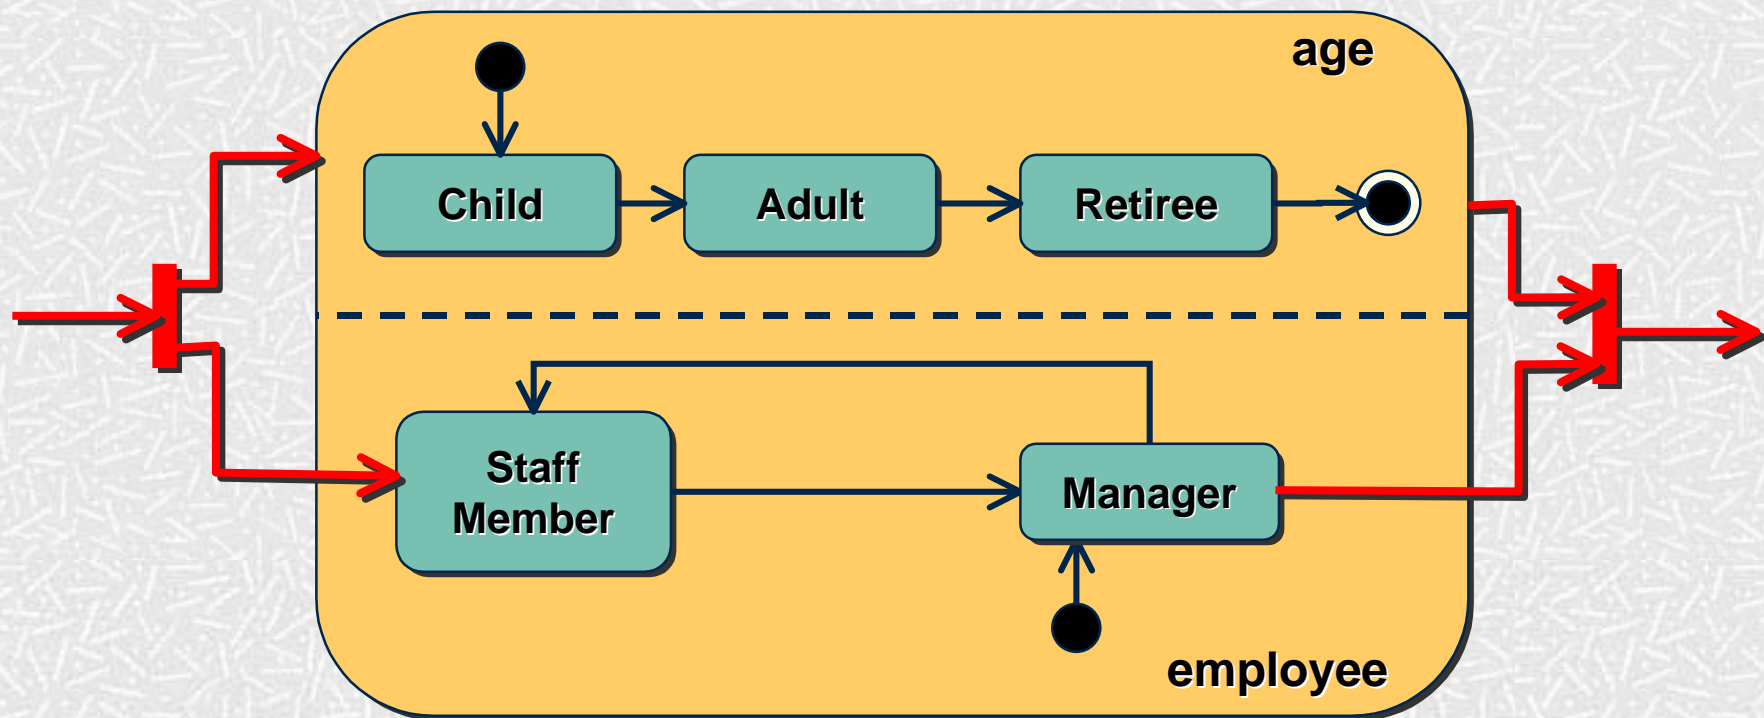 age
Child
Adult
Retiree
Staff
Member
Manager
employee